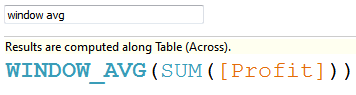 window avg
Results are computed along Table (Across).
WINDOW_AVG(SUM([Profit]))